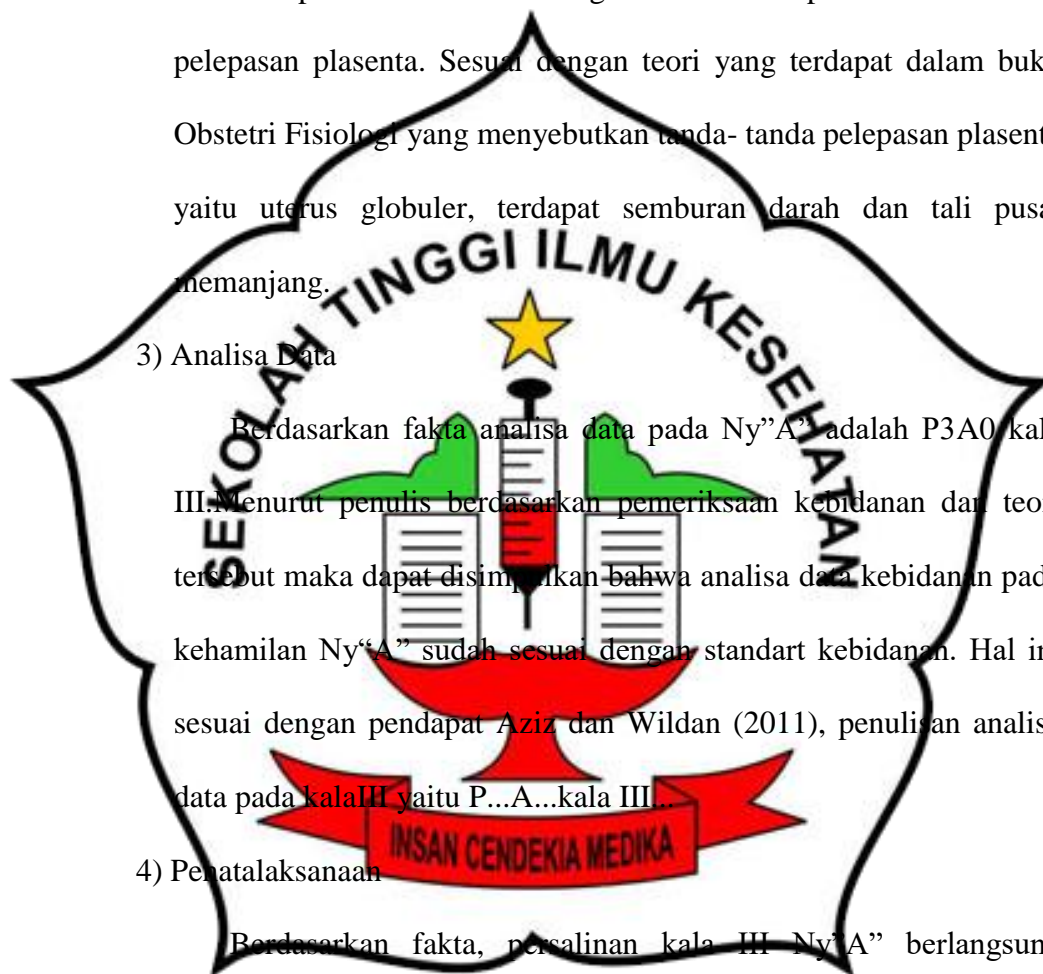 pelepasan plasenta. Sesuai dengan teori yang terdapat dalam buk
Obstetri Fisiologi yang menyebutkan tanda- tanda pelepasan plasent
yaitu uterus globuler, terdapat semburan darah dan tali pusa
memanjang.
SEKOLAH TINGGI ILMU KESEHATAN
3) Analisa Data
Berdasarkan fakta analisa data pada Ny”A” adalah P3A0 kal
III.Menurut penulis berdasarkan pemeriksaan kebidanan dan teor
tersebut maka dapat disimpulkan bahwa analisa data kebidanan pad
kehamilan Ny“A” sudah sesuai dengan standart kebidanan. Hal in
sesuai dengan pendapat Aziz dan Wildan (2011), penulisan analis
data pada kalaIII yaitu P...A...kala III...
INSAN CENDEKIA MEDIKA
4) Penatalaksanaan
Berdasarkan fakta, persalinan kala III Ny”A” berlangsun